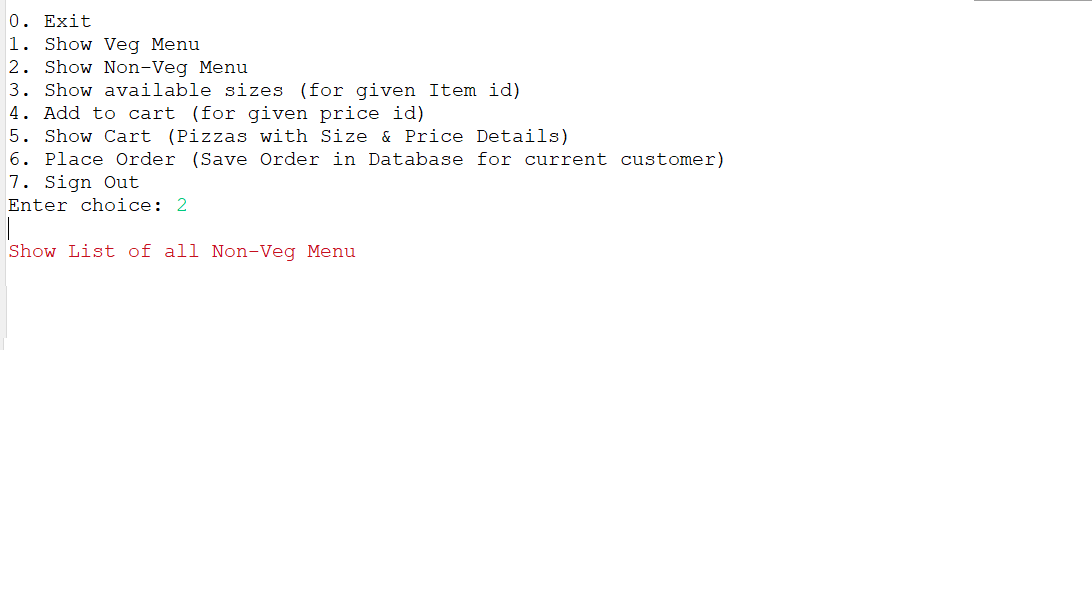 0. Exit
1. Show Veg Menu
2. Show Non-Veg Menu
3. Show available sizes (for given Item id)
4. Add to cart (for given price id)
5. Show Cart (Pizzas with Size & Price Details)
6. Place Order (Save Order in Database for current customer)
7. Sign Out
Enter choice: 2
Show List of all Non-Veg Menu